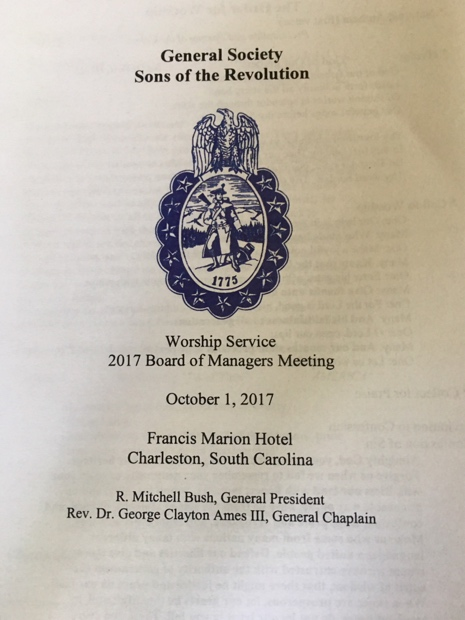 General Society
Sons of the Revolution
1775
Worship Service
2017 Board of Managers Meeting
October 1, 2017
Francis Marion Hotel
Charleston, South Carolina
R. Mitchell Bush, General President
Rev. Dr. George Clayton Ames III, General Chaplain